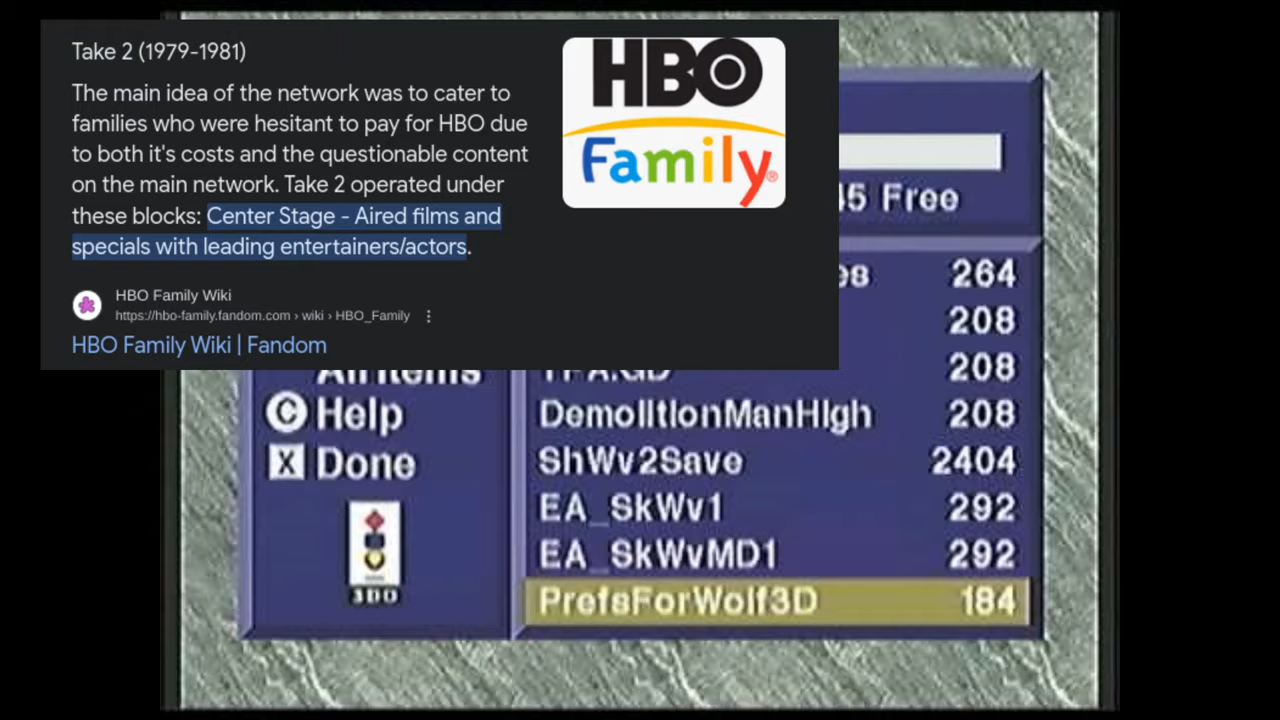 Take 2 (1979-1981)
The main idea of the network was to cater to
families who were hesitant to pay for HBO due
to both it's costs and the questionable content
on the main network. Take 2 operated under
these blocks: Center Stage - Aired films and
specials with leading entertainers/actors.
HBO
Family®
HBO Family Wiki
https://hbo-family.fandom.com › wiki › HBO_Family
HBO Family Wiki | Fandom
Free
264
208
208
All Items
C Help
X Done
3DO
DemolitionManHigh 208
ShWv2Save 2404
EA_SkWv1 292
EA_SkWvMD1 292
PrefsForWolf3D 184